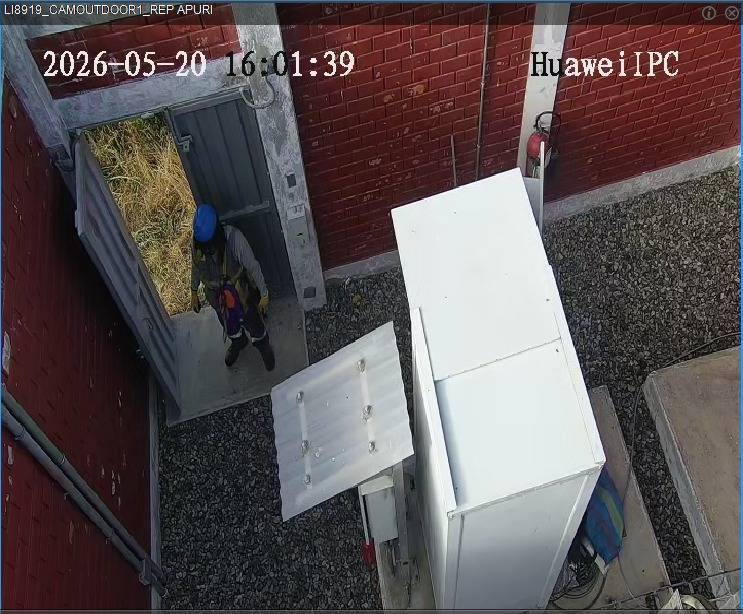 LI8919_CAMOUTDOOR1_REP APURI
2026-05-20 16:01:39
HuaweiIPC